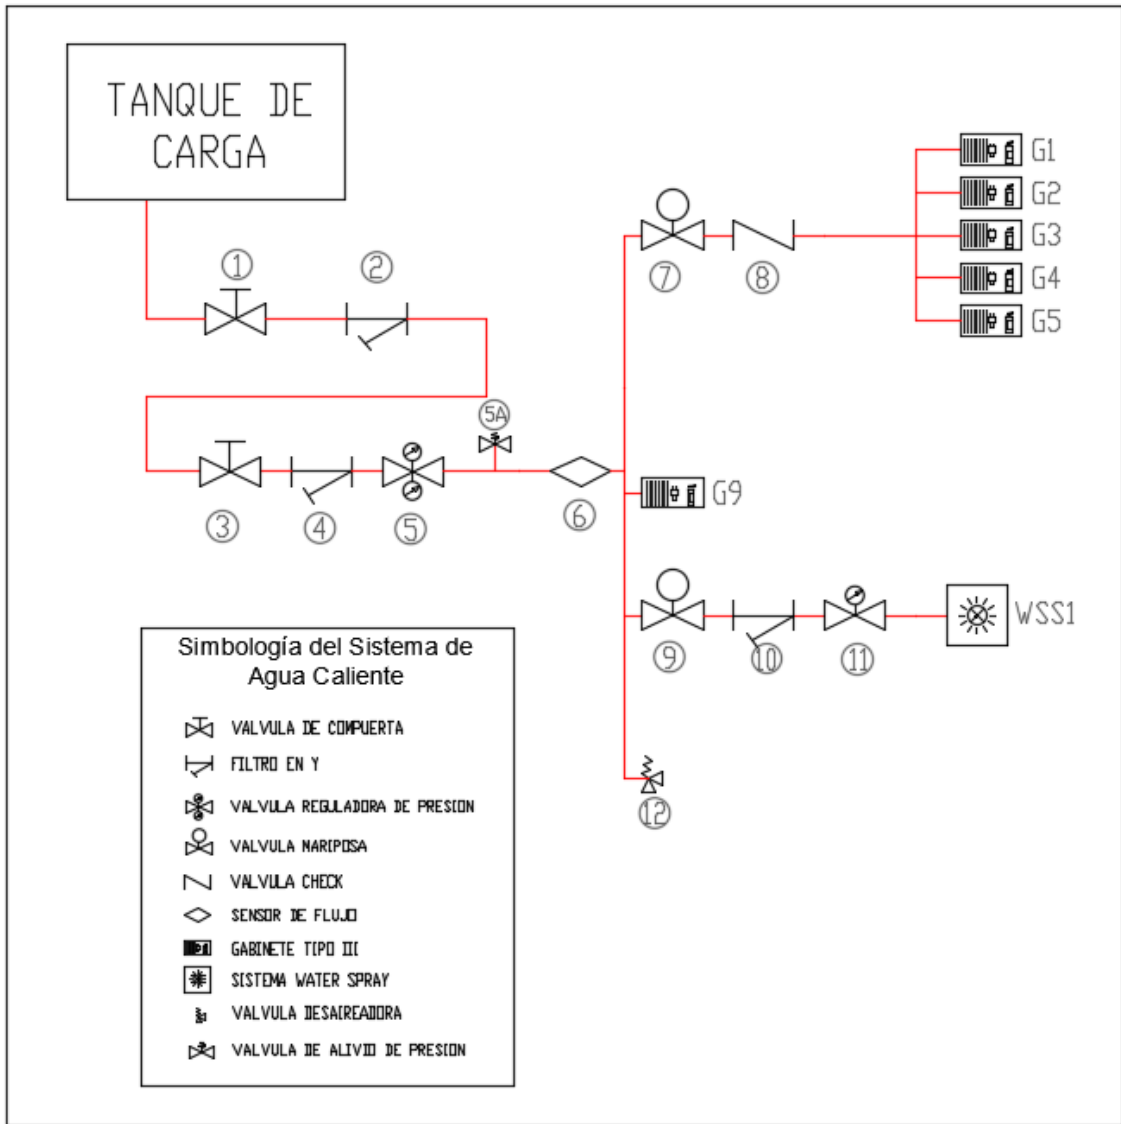 TANQUE DE
CARGA
1
2
3
4
5
5A
6
7
8
G1
G2
G3
G4
G5
G9
9
10
11
WSS1
12
Simbología del Sistema de
Agua Caliente
VALVULA DE COMPUERTA
FILTRO EN Y
VALVULA REGULADORA DE PRESION
VALVULA MARIPOSA
VALVULA CHECK
SENSOR DE FLUJO
GABINETE TIPO III
SISTEMA WATER SPRAY
VALVULA DESAIREADORA
VALVULA DE ALIVIO DE PRESION